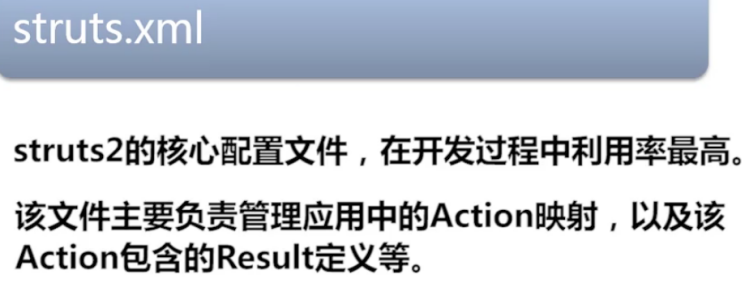 struts.xml
struts2的核心配置文件，在开发过程中利用率最高。
该文件主要负责管理应用中的Action映射，以及该
Action包含的Result定义等。